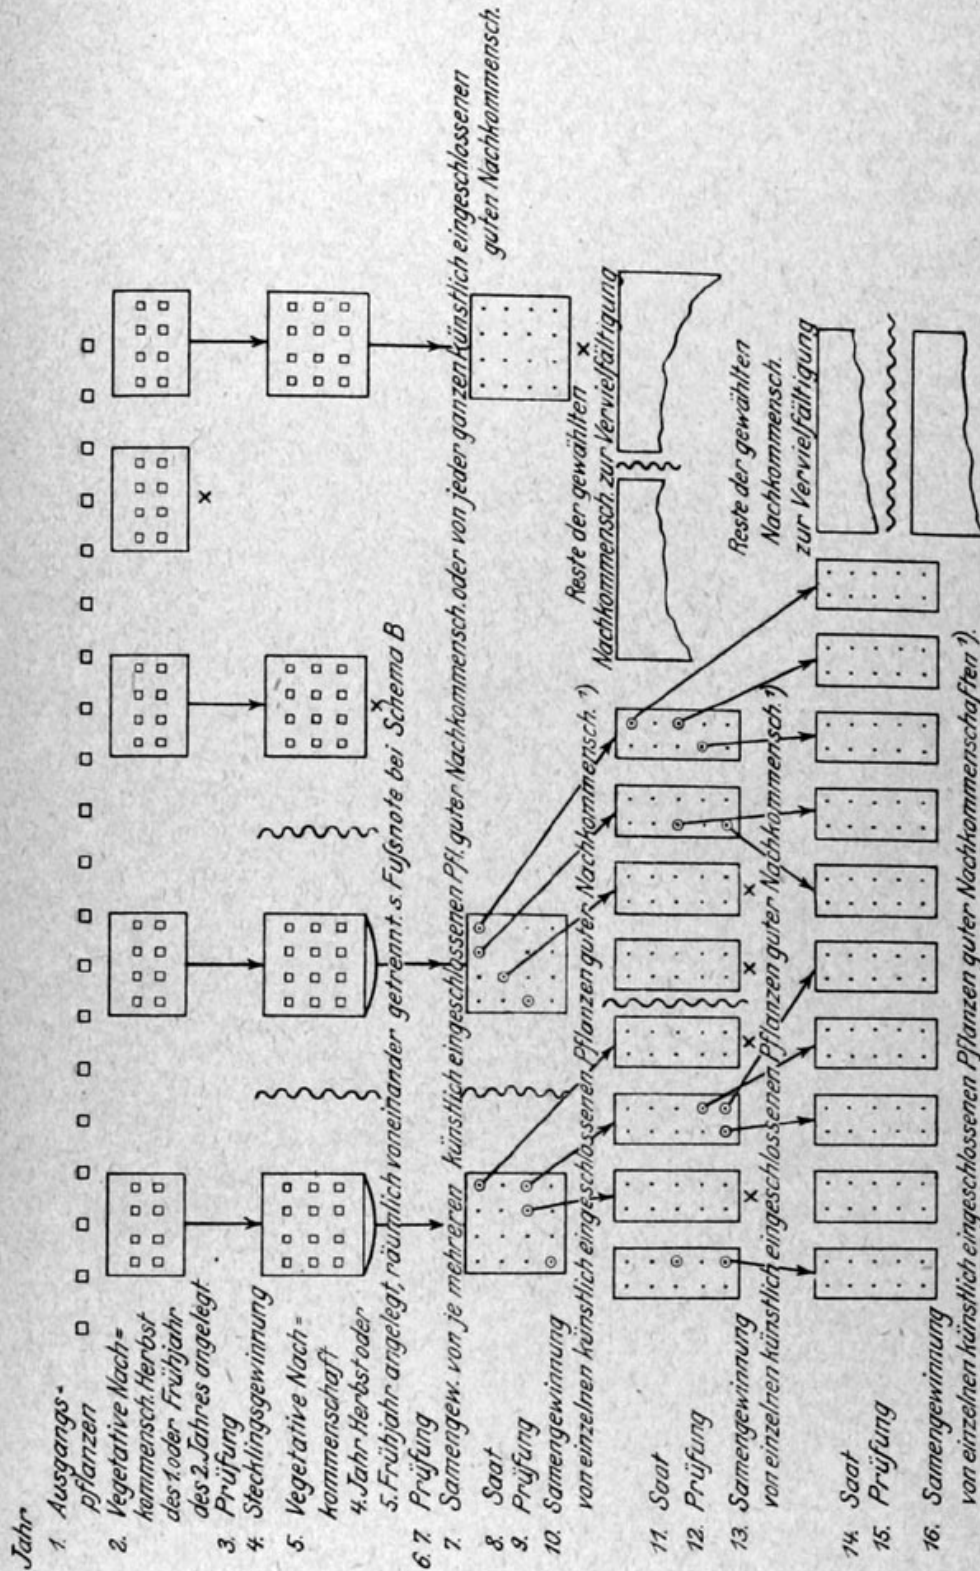 Jahr
1. Ausgangs-
pflanzen
2. Vegetative Nach=
kommensch. Herbst
des 1. oder Frühjahr
des 2. Jahres angelegt.
3. Prüfung
4. Stecklingsgewinnung
5. Vegetative Nach=
kommenschaft
4. Jahr Herbst oder
5. Frühjahr angelegt, räumlich voneinander getrennt. s. Fußnote bei Schema B
6. 7. Prüfung
7. Samengew. von je mehreren künstlich eingeschlossenen Pfl. guter Nachkommensch. oder von jeder ganzen künstlich eingeschlossenen
guten Nachkommensch.
8. Saat
9. Prüfung
10. Samengewinnung
von einzelnen künstlich eingeschlossenen Pflanzen guter Nachkommensch. 1)
Reste der gewählten
Nachkommensch. zur Vervielfältigung
11. Saat
12. Prüfung
13. Samengewinnung
von einzelnen künstlich eingeschlossenen Pflanzen guter Nachkommensch. 1)
Reste der gewählten
Nachkommensch.
zur Vervielfältigung
14. Saat
15. Prüfung
16. Samengewinnung
von einzelnen künstlich eingeschlossenen Pflanzen guter Nachkommenschaften 1).